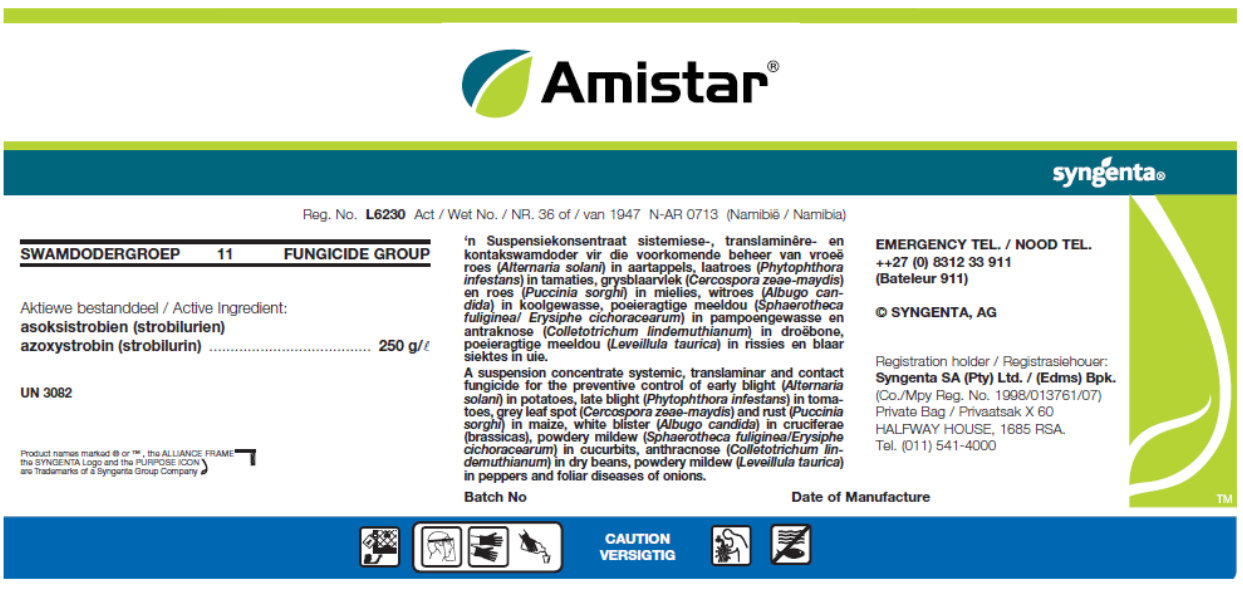 Amistar®
syngenta®
Reg. No. L6230 Act / Wet No. / NR. 36 of / van 1947 N-AR 0713 (Namibië / Namibia)
SWAMDODERGROEP 11 FUNGICIDE GROUP
Aktiewe bestanddeel / Active Ingredient:
asoksistrobien (strobilurien)
azoxystrobin (strobilurin) ...................................... 250 g/ℓ
UN 3082
Product names marked ® or ™, the ALLIANCE FRAME
the SYNGENTA Logo and the PURPOSE ICON
are Trademarks of a Syngenta Group Company
‘n Suspensiekonsentraat sistemiese-, translaminêre- en
kontakswamdoder vir die voorkomende beheer van vroeë
roes (Alternaria solani) in aartappels, laatroes (Phytophthora
infestans) in tamaties, grysblaarvlek (Cercospora zeae-maydis)
en roes (Puccinia sorghi) in mielies, witroes (Albugo can-
dida) in koolgewasse, poeieragtige meeldou (Sphaerotheca
fuliginea/ Erysiphe cichoracearum) in pampoengewasse en
antraknose (Colletotrichum lindemuthianum) in droëbone,
poeieragtige meeldou (Leveillula taurica) in rissies en blaar
siektes in uie.
A suspension concentrate systemic, translaminar and contact
fungicide for the preventive control of early blight (Alternaria
solani) in potatoes, late blight (Phytophthora infestans) in toma-
toes, grey leaf spot (Cercospora zeae-maydis) and rust (Puccinia
sorghi) in maize, white blister (Albugo candida) in cruciferae
(brassicas), powdery mildew (Sphaerotheca fuliginea/Erysiphe
cichoracearum) in cucurbits, anthracnose (Colletotrichum lin-
demuthianum) in dry beans, powdery mildew (Leveillula taurica)
in peppers and foliar diseases of onions.
Batch No Date of Manufacture
EMERGENCY TEL. / NOOD TEL.
++27 (0) 8312 33 911
(Bateleur 911)
© SYNGENTA, AG
Registration holder / Registrasiehouer:
Syngenta SA (Pty) Ltd. / (Edms) Bpk.
(Co./Mpy Reg. No. 1998/013761/07)
Private Bag / Privaatsak X 60
HALFWAY HOUSE, 1685 RSA.
Tel. (011) 541-4000
TM
CAUTION
VERSIGTIG